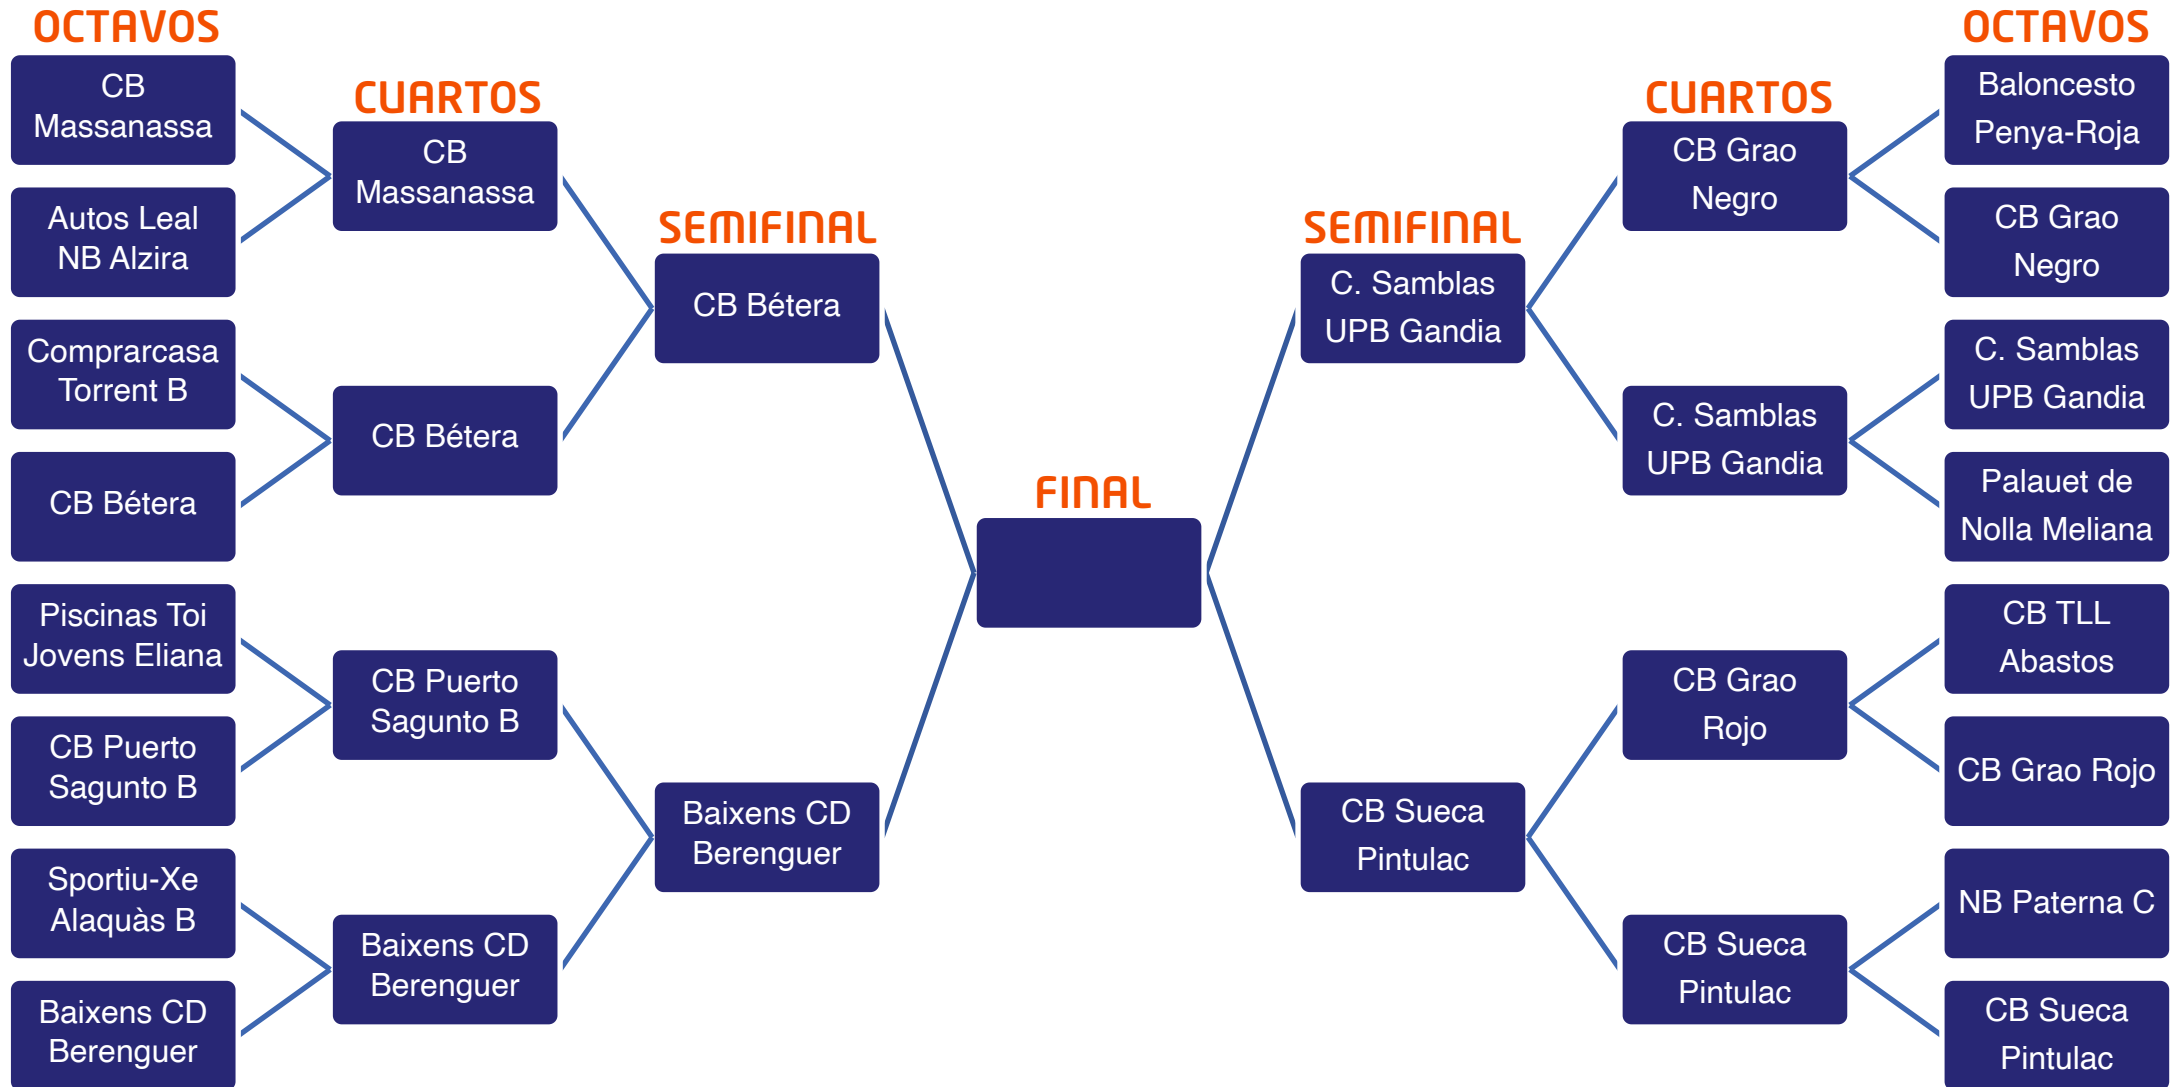 OCTAVOS
CB
Massanassa
Autos Leal
NB Alzira
Comprarcasa
Torrent B
CB Bétera
Piscinas Toi
Jovens Eliana
CB Puerto
Sagunto B
Sportiu-Xe
Alaquàs B
Baixens CD
Berenguer
CUARTOS
CB
Massanassa
CB Bétera
CB Puerto
Sagunto B
Baixens CD
Berenguer
SEMIFINAL
CB Bétera
Baixens CD
Berenguer
FINAL
SEMIFINAL
C. Samblas
UPB Gandia
CB Sueca
Pintulac
CUARTOS
CB Grao
Negro
C. Samblas
UPB Gandia
CB Grao
Rojo
CB Sueca
Pintulac
OCTAVOS
Baloncesto
Penya-Roja
CB Grao
Negro
C. Samblas
UPB Gandia
Palauet de
Nolla Meliana
CB TLL
Abastos
CB Grao Rojo
NB Paterna C
CB Sueca
Pintulac